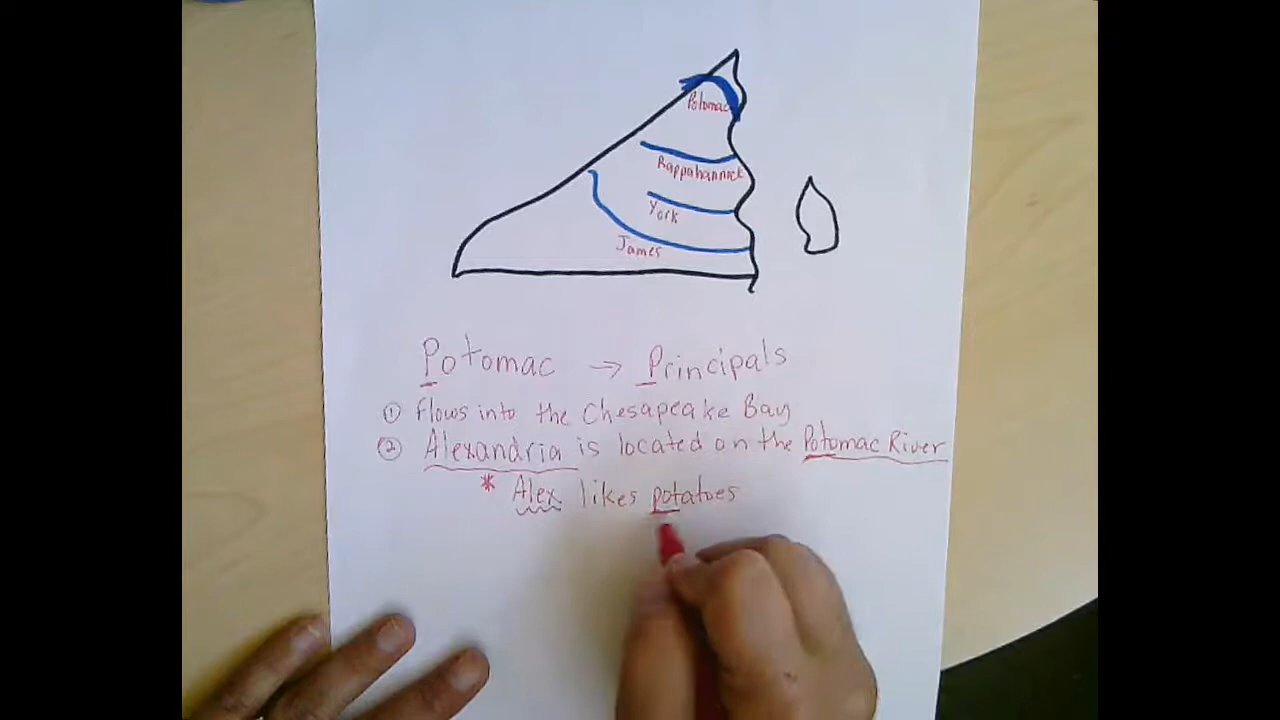 Potomac
Rappahannock
York
James
Potomac → Principals
① Flows into the Chesapeake Bay
② Alexandria is located on the Potomac River
* Alex likes potatoes